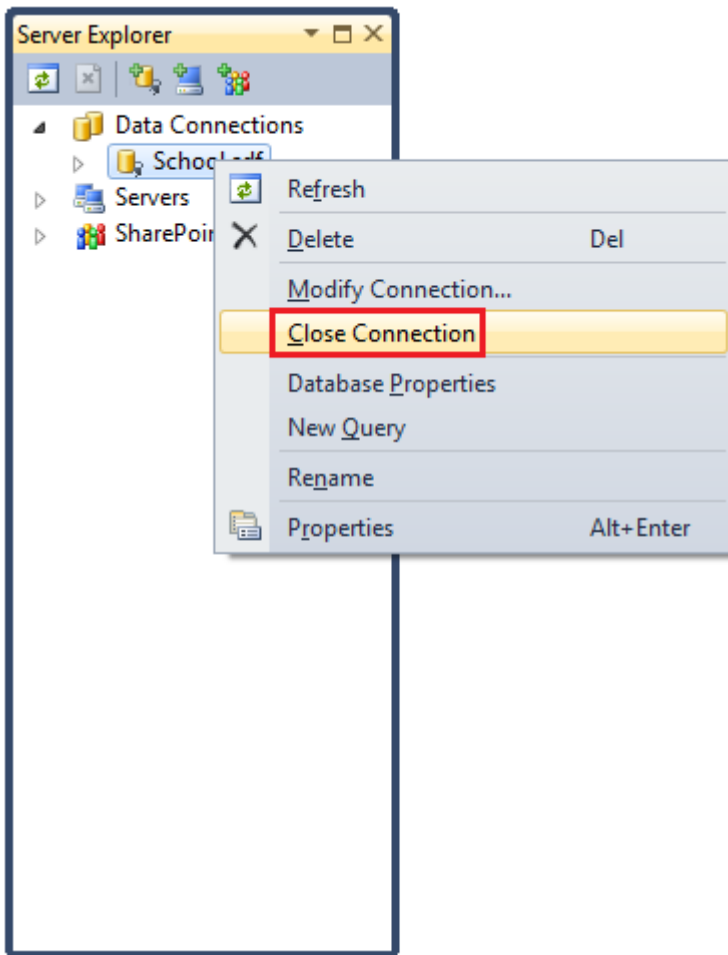 Server Explorer
Data Connections
Servers
Refresh
Delete Del
Modify Connection...
Close Connection
Database Properties
New Query
Rename
Properties Alt+Enter